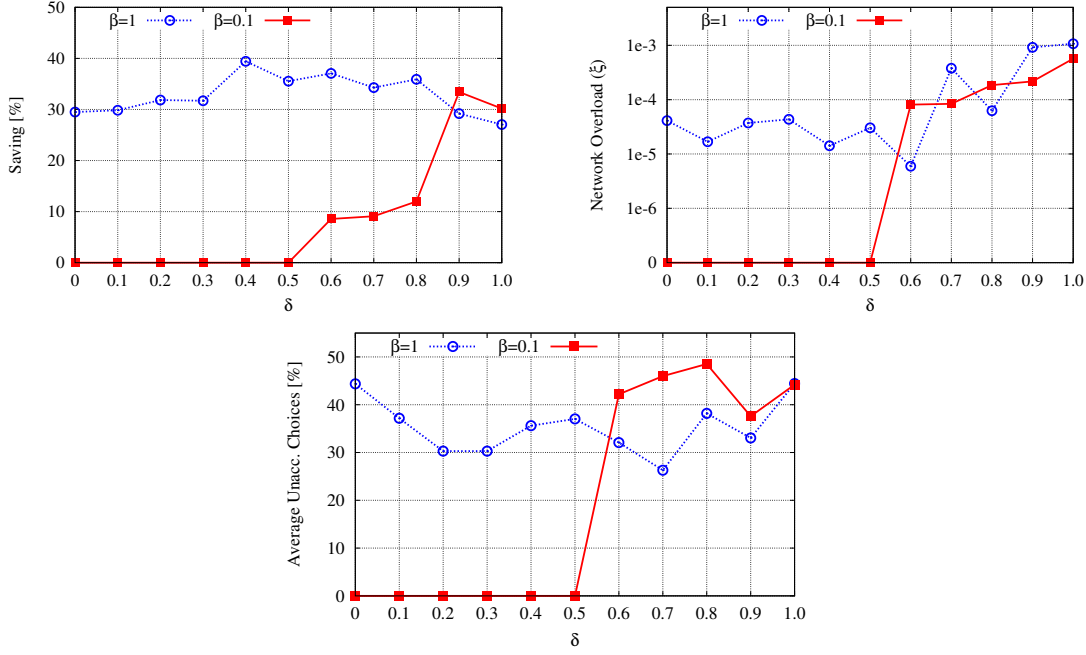 β=1 β=0.1
Saving [%]
50
40
30
20
10
0
0 0.1 0.2 0.3 0.4 0.5 0.6 0.7 0.8 0.9 1.0
δ
β=1 β=0.1
Network Overload (ξ)
1e-3
1e-4
1e-5
1e-6
0
0 0.1 0.2 0.3 0.4 0.5 0.6 0.7 0.8 0.9 1.0
δ
β=1 β=0.1
Average Unacc. Choices [%]
50
40
30
20
10
0
0 0.1 0.2 0.3 0.4 0.5 0.6 0.7 0.8 0.9 1.0
δ